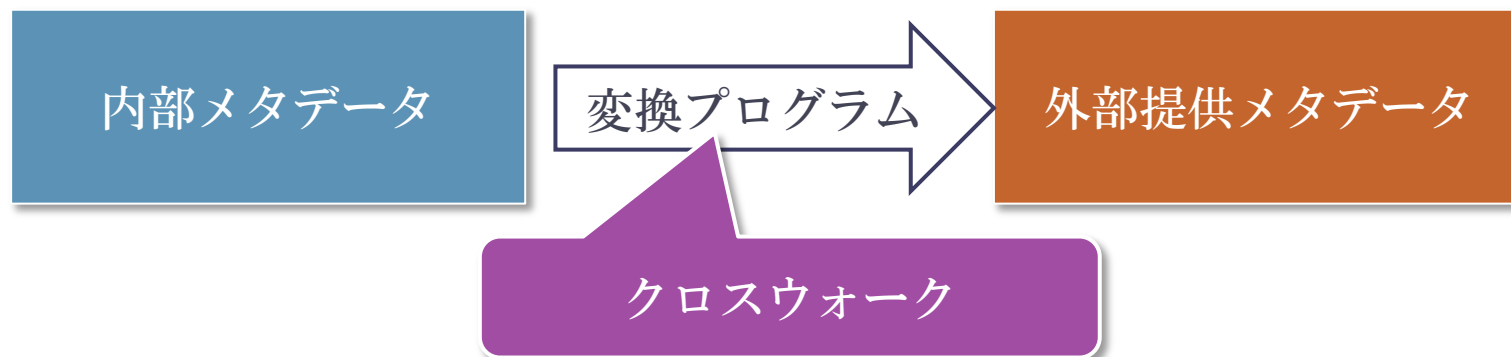 内部メタデータ
変換プログラム
外部提供メタデータ
クロスウォーク